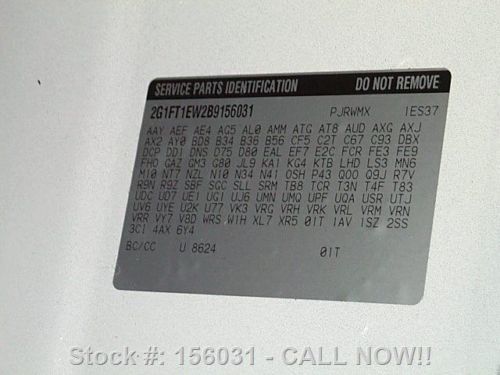 SERVICE PARTS IDENTIFICATION DO NOT REMOVE
2G1FT1EW2B9156031 PJRWMX 1ES37
AAY AEF AE4 AG5 AL0 AMM ATG AT8 AUD AXG AXJ
AX2 AY0 BD8 B34 B36 B56 CF5 C2T C67 C93 DBX
DCP DD1 DNS D75 D80 EAL EF7 E2C FCR FE3 FE9
FHO GAZ GM3 G80 JL9 KA1 KG4 KTB LHD LS3 MN6
M10 NT7 NZL N10 N34 N41 OSH P43 QOO Q9J R7V
R9N R9Z SBF SGC SLL SRM TB8 TCR T3N T4F T83
UDC UD7 UE1 UG1 UJ6 UMN UMQ UPF UQA USR UTJ
UV6 UYE U2K U77 VK3 VRG VRH VRK VRL VRM VRN
VRR VY7 V8D WRS W1H XL7 XR5 01T 1AV 1SZ 2SS
3C1 4AX 6Y4
BC/CC U 8624 01T
Stock #: 156031 - CALL NOW!!